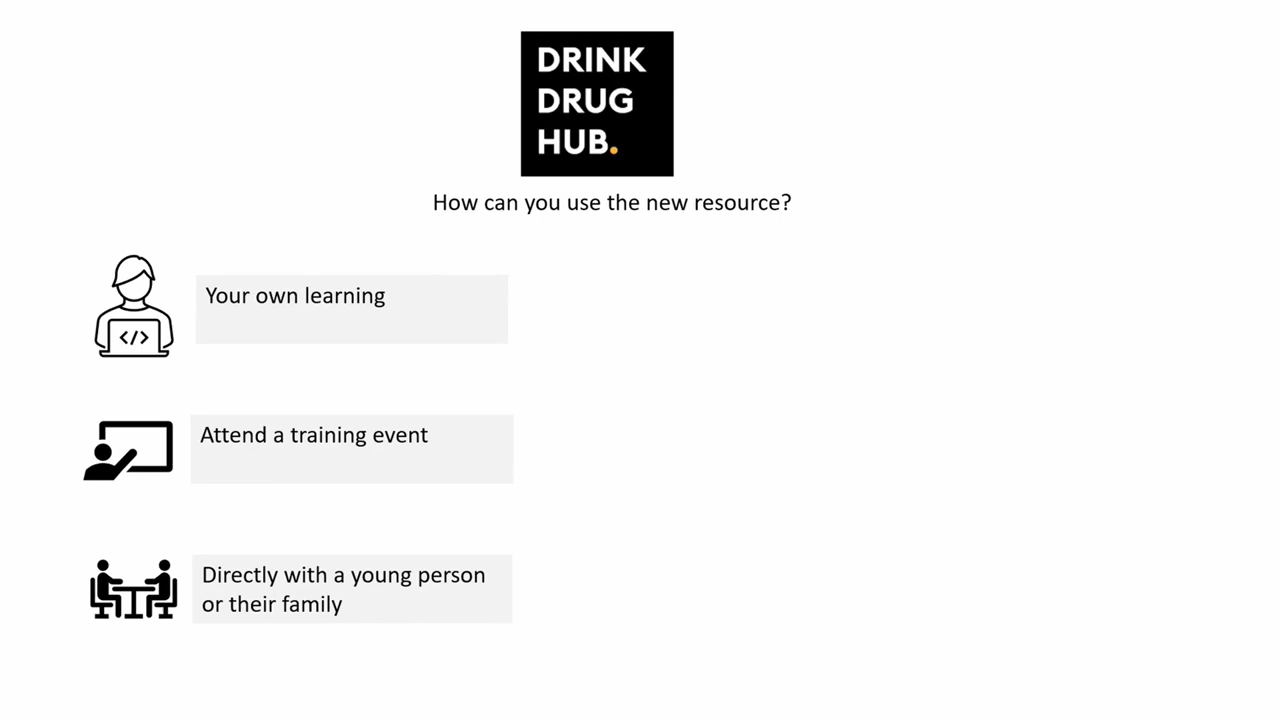 DRINK
DRUG
HUB.
How can you use the new resource?
</>
Your own learning
Attend a training event
Directly with a young person
or their family